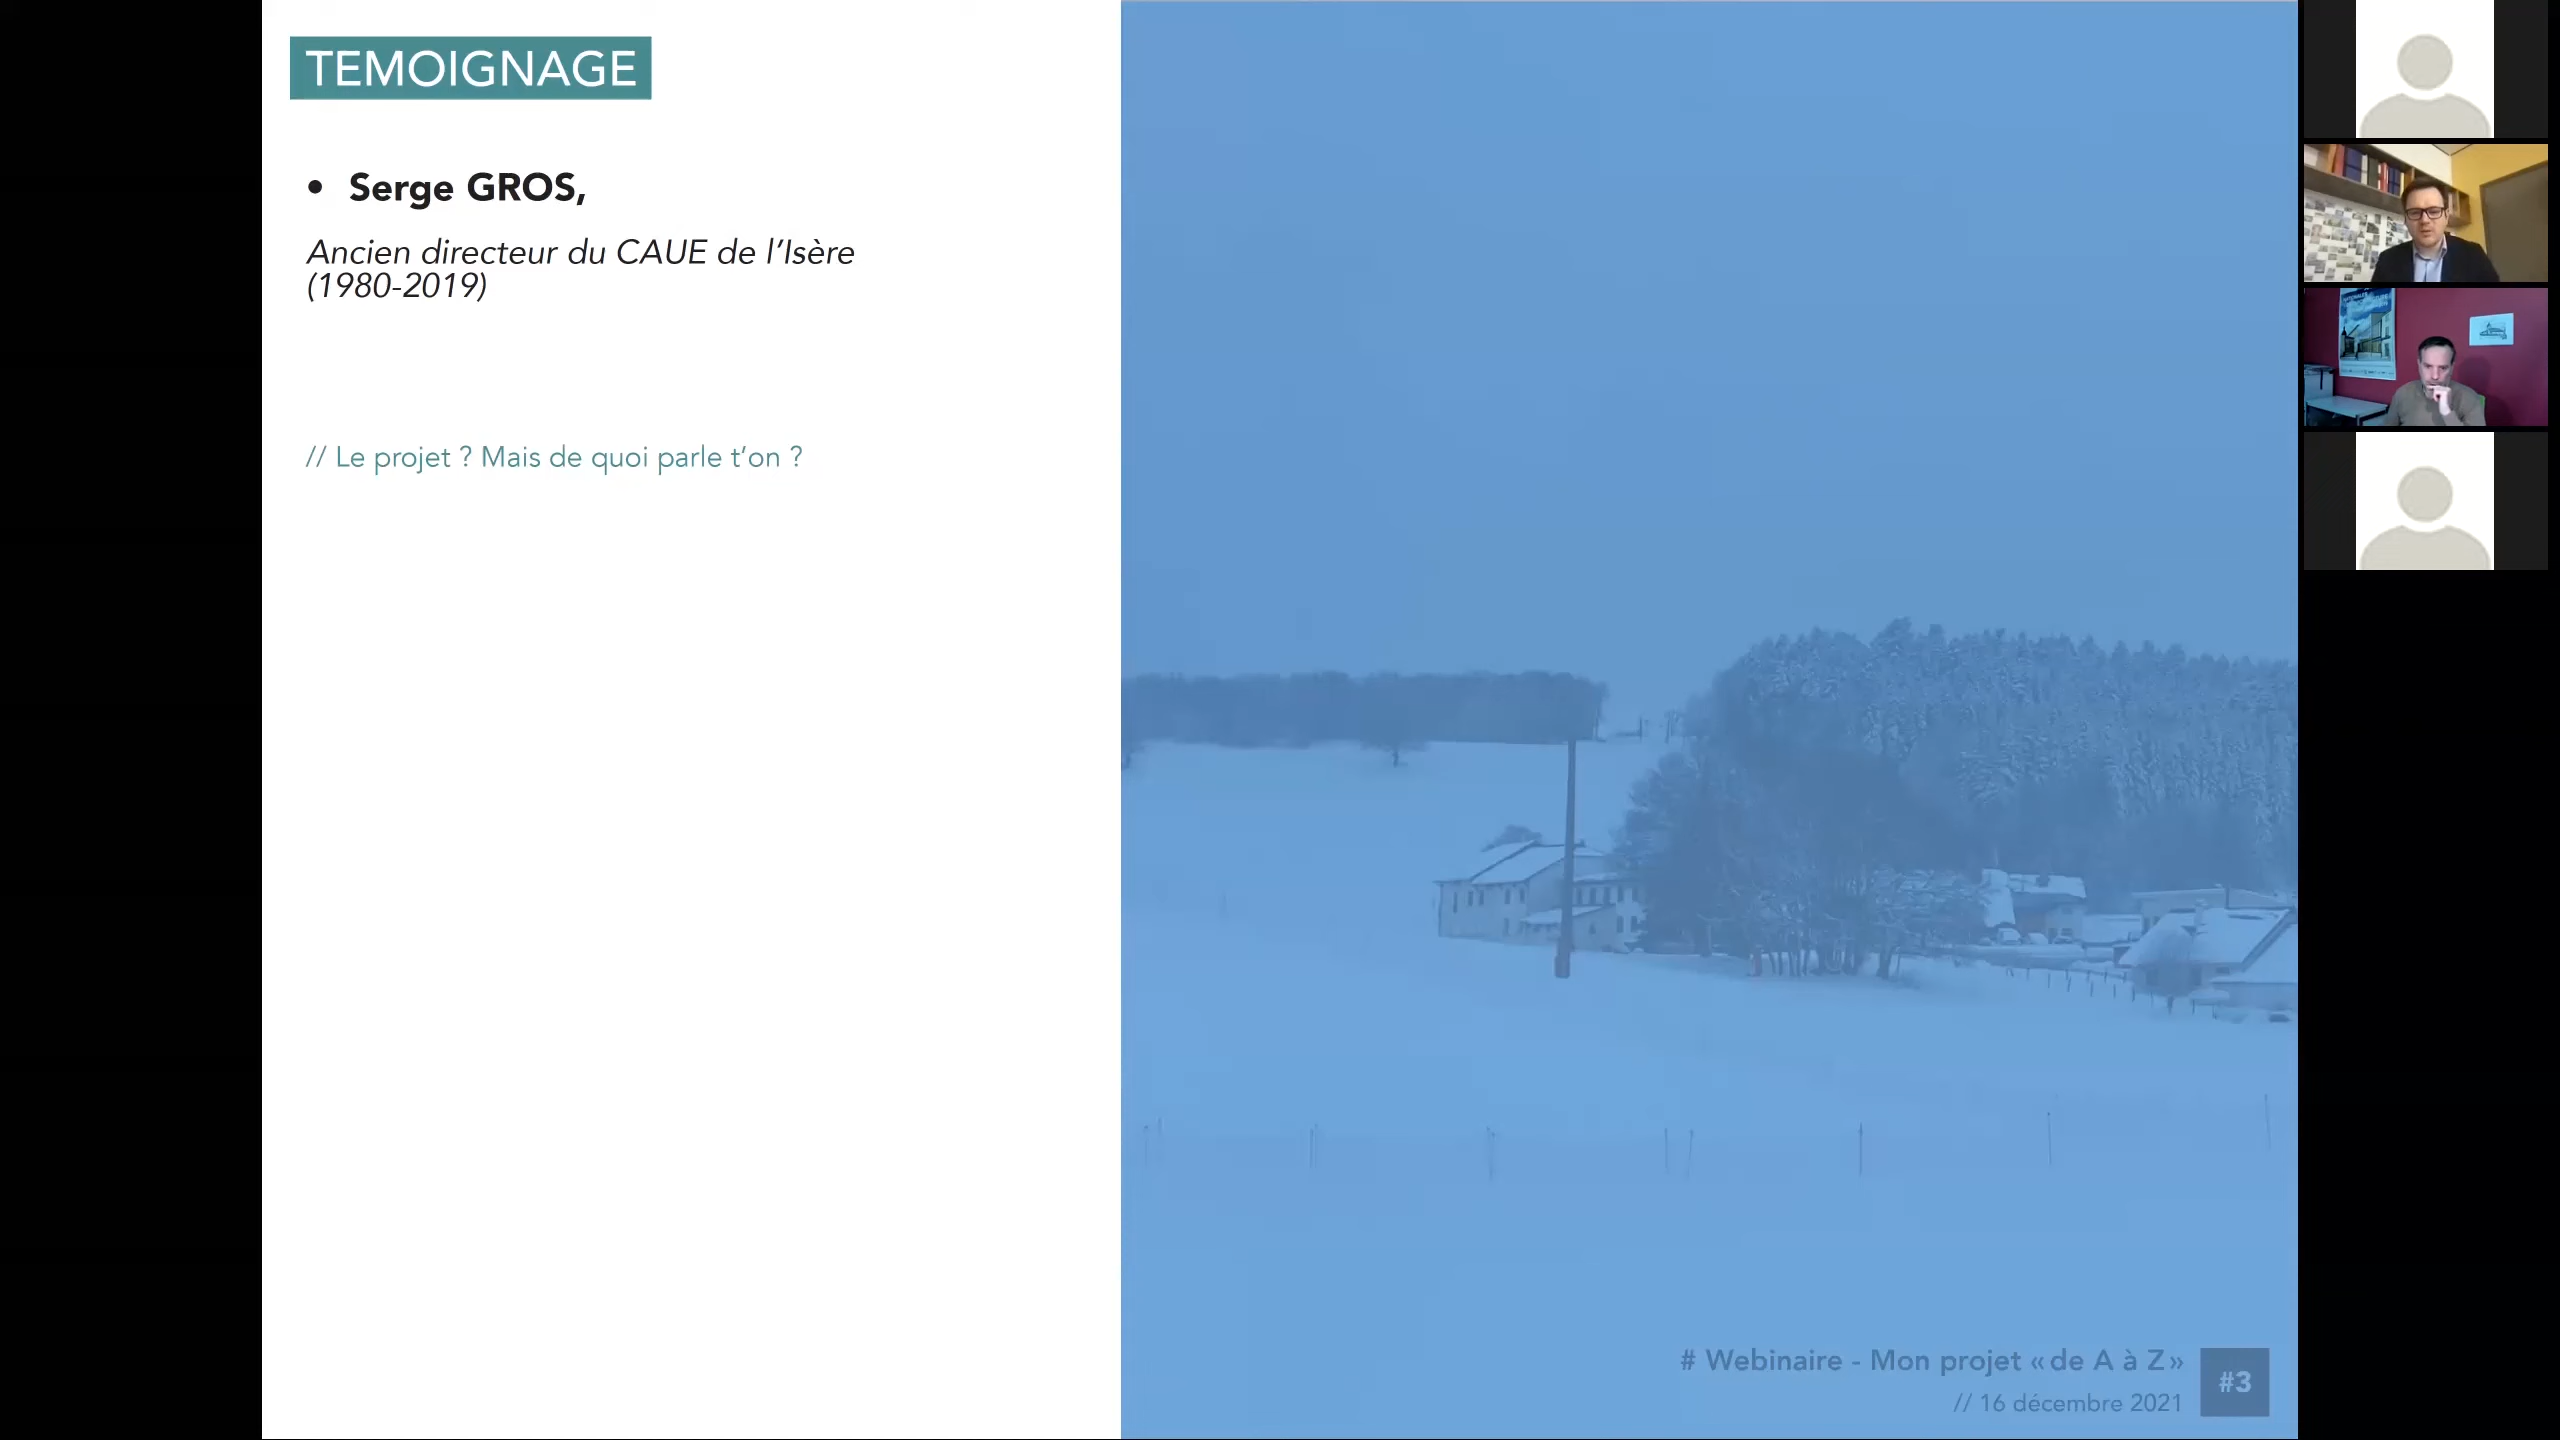 TEMOIGNAGE
• Serge GROS,
Ancien directeur du CAUE de l’Isère
(1980-2019)
// Le projet ? Mais de quoi parle t’on ?
# Webinaire - Mon projet « de A à Z »
// 16 décembre 2021
#3